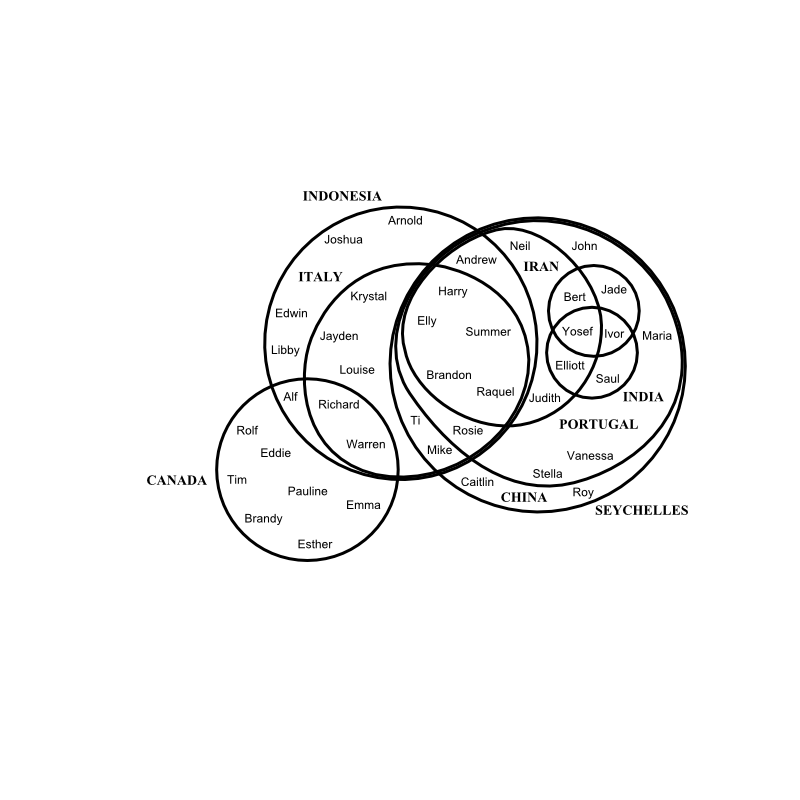 INDONESIA
Arnold
Joshua
Neil
John
Andrew
IRAN
ITALY
Harry
Jade
Krystal
Bert
Edwin
Elly
Summer
Yosef
Ivor
Maria
Jayden
Libby
Louise
Elliott
Brandon
Saul
Raquel
Alf
Judith
INDIA
Richard
Ti
PORTUGAL
Rolf
Rosie
Warren
Mike
Eddie
Vanessa
Stella
CANADA
Tim
Caitlin
Pauline
CHINA
Roy
Emma
SEYCHELLES
Brandy
Esther